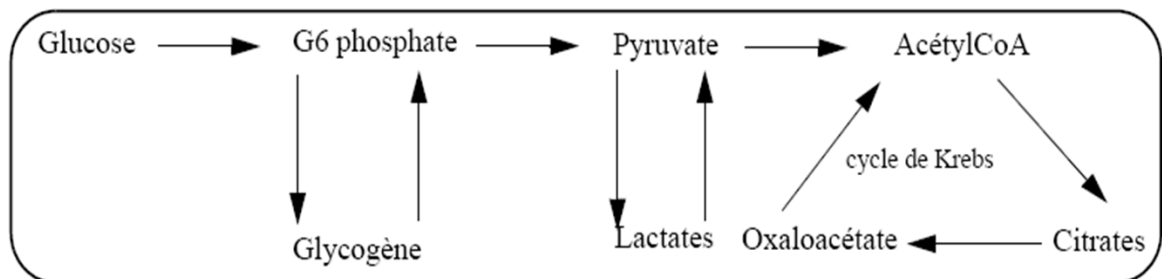 Glucose G6 phosphate Pyruvate AcétylCoA
cycle de Krebs
Glycogène Lactates Oxaloacétate Citrates